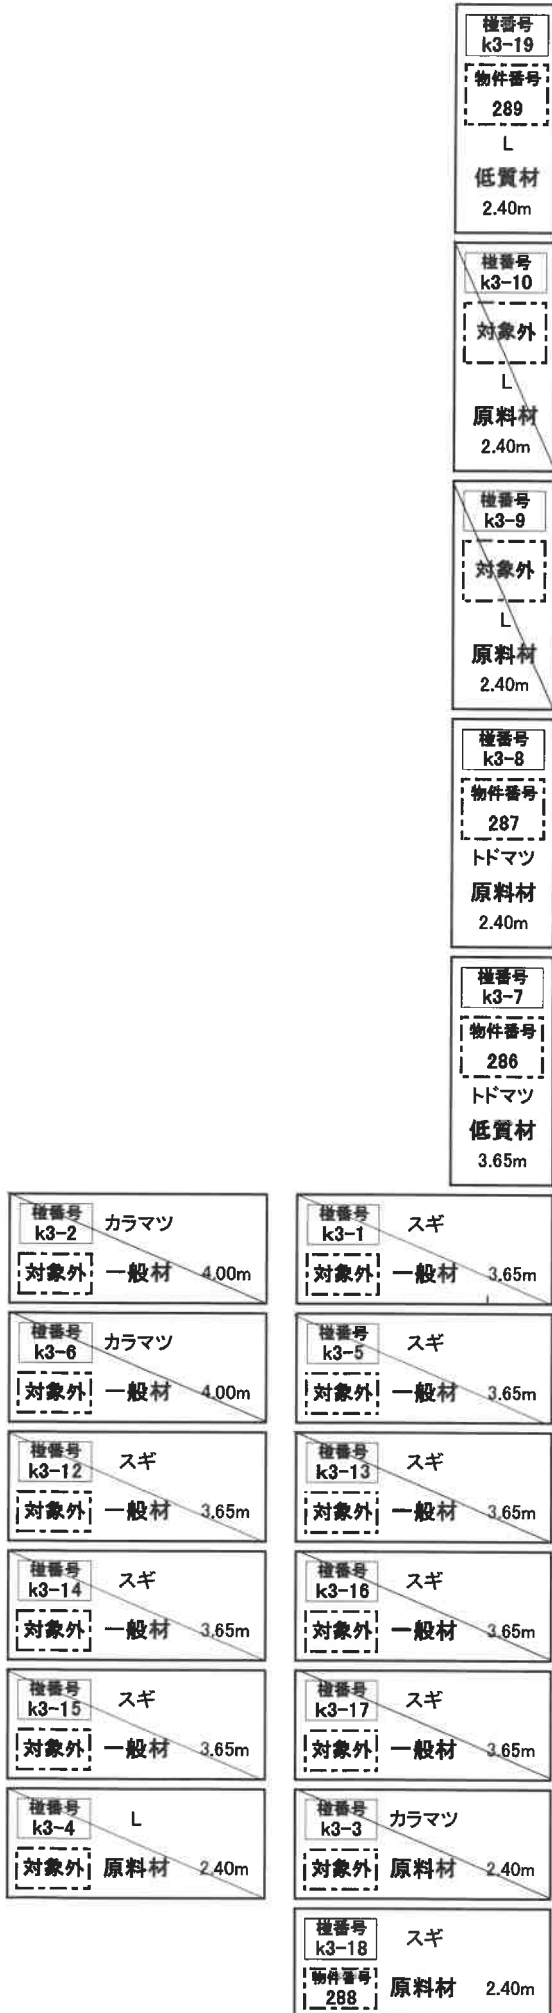 椪番号
k3-19
物件番号
289
L
低質材
2.40m
椪番号
k3-10
対象外
L
原料材
2.40m
椪番号
k3-9
対象外
L
原料材
2.40m
椪番号
k3-8
物件番号
287
トドマツ
原料材
2.40m
椪番号
k3-7
物件番号
286
トドマツ
低質材
3.65m
椪番号
k3-2
カラマツ
対象外 一般材 4.00m
椪番号
k3-1
スギ
対象外 一般材 3.65m
椪番号
k3-6
カラマツ
対象外 一般材 4.00m
椪番号
k3-5
スギ
対象外 一般材 3.65m
椪番号
k3-12
スギ
対象外 一般材 3.65m
椪番号
k3-13
スギ
対象外 一般材 3.65m
椪番号
k3-14
スギ
対象外 一般材 3.65m
椪番号
k3-16
スギ
対象外 一般材 3.65m
椪番号
k3-15
スギ
対象外 一般材 3.65m
椪番号
k3-17
スギ
対象外 一般材 3.65m
椪番号
k3-4
L
対象外 原料材 2.40m
椪番号
k3-3
カラマツ
対象外 原料材 2.40m
椪番号
k3-18
スギ
物件番号
288
原料材 2.40m